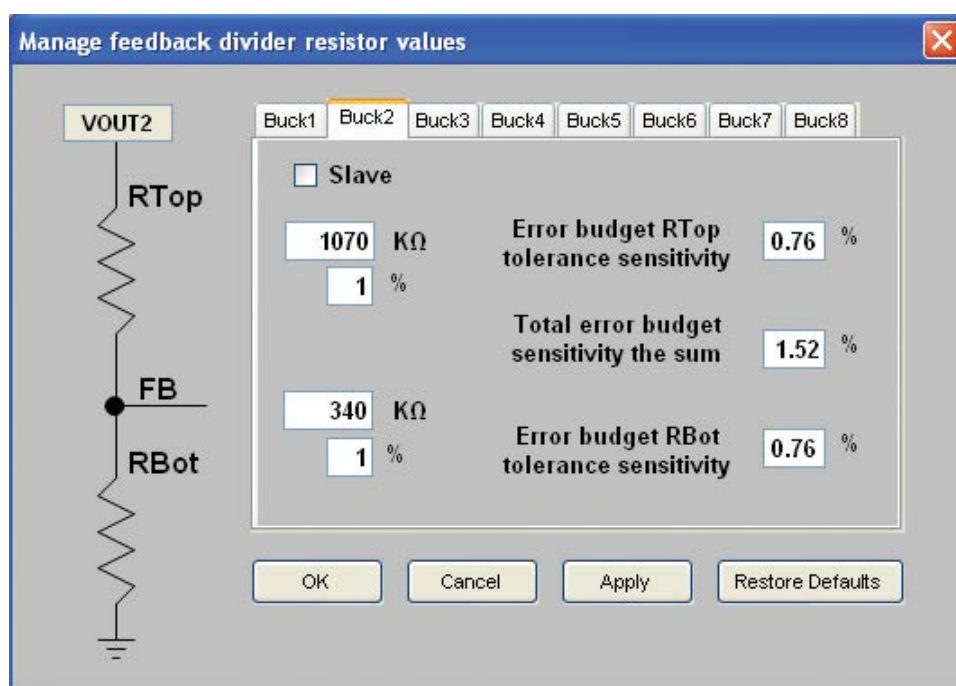 Manage feedback divider resistor values
VOUT2
RTop
FB
RBot
Buck1 Buck2 Buck3 Buck4 Buck5 Buck6 Buck7 Buck8
Slave
1070 KΩ
1 %
Error budget RTop
tolerance sensitivity
0.76 %
Total error budget
sensitivity the sum
1.52 %
340 KΩ
1 %
Error budget RBot
tolerance sensitivity
0.76 %
OK Cancel Apply Restore Defaults